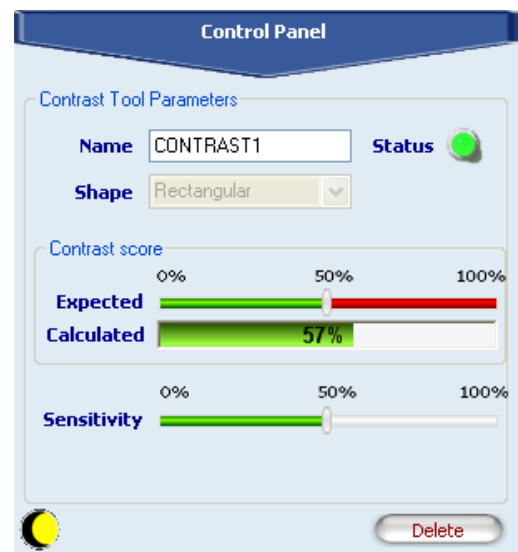 Control Panel
Contrast Tool Parameters
Name CONTRAST1 Status
Shape Rectangular
Contrast score
0% 50% 100%
Expected
Calculated 57%
0% 50% 100%
Sensitivity
Delete